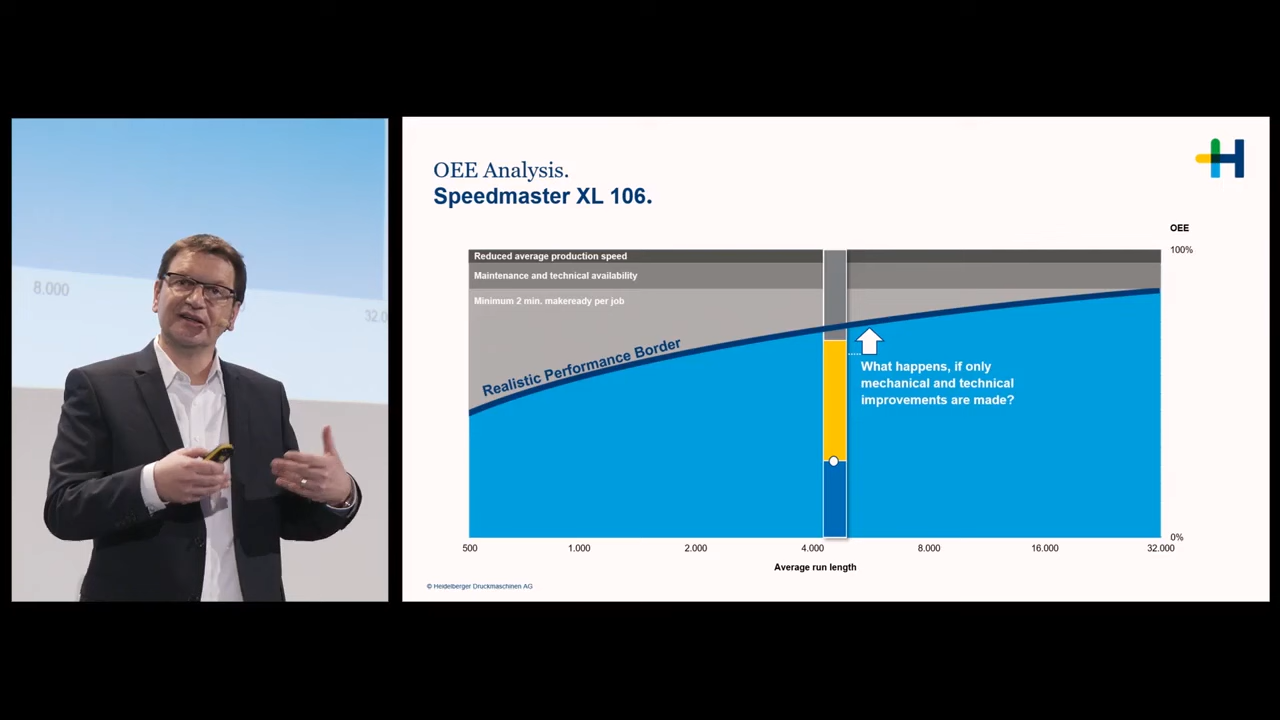 8.000
32.0
OEE Analysis.
Speedmaster XL 106.
OEE
100%
Reduced average production speed
Maintenance and technical availability
Minimum 2 min. makeready per job
Realistic Performance Border
What happens, if only
mechanical and technical
improvements are made?
0%
500
1.000
2.000
4.000
8.000
16.000
32.000
Average run length
© Heidelberger Druckmaschinen AG